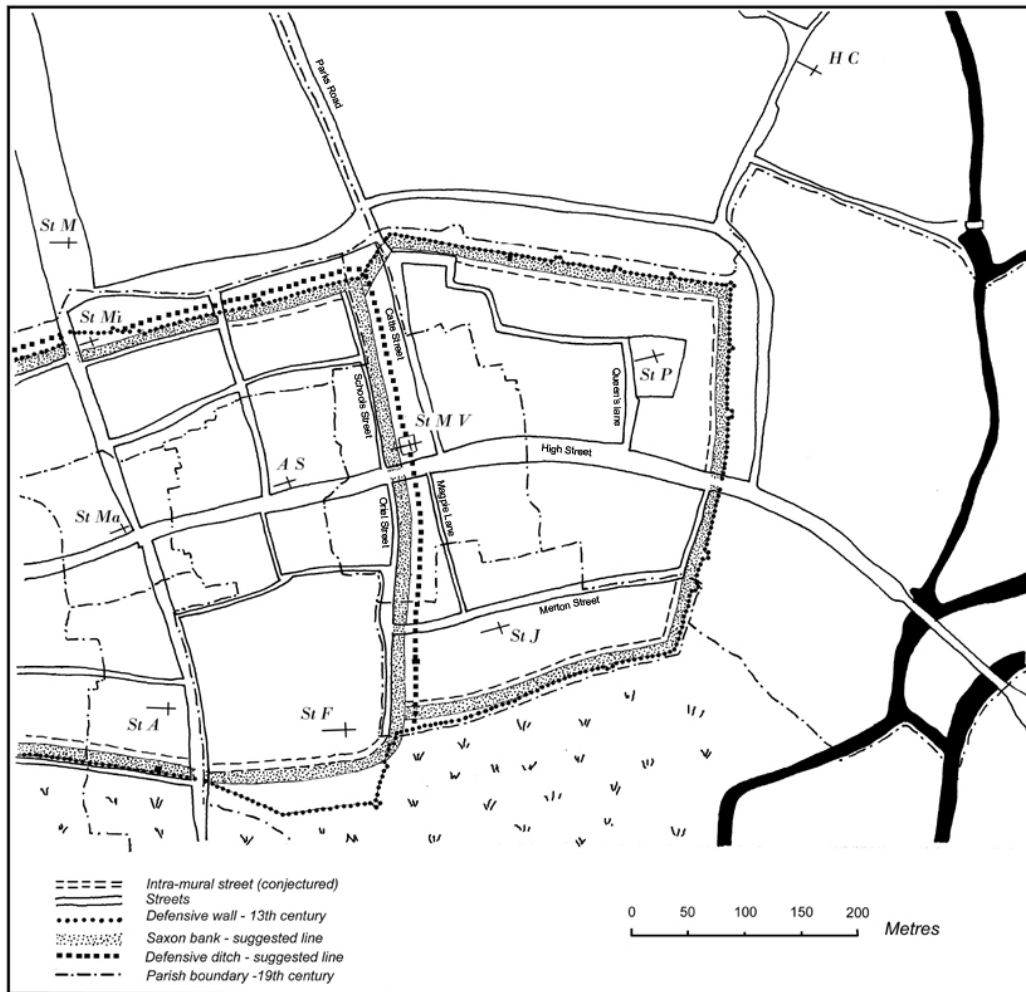 H C
Parks Road
St M
St Mi
Catte Street
Schools Street
St P
Queen's lane
St M V
High Street
A S
Magpie Lane
Oriel Street
St Ma
Merton Street
St J
St A
St F
Intra-mural street (conjectured)
Streets
Defensive wall - 13th century
Saxon bank - suggested line
Defensive ditch - suggested line
Parish boundary -19th century
0 50 100 150 200
Metres